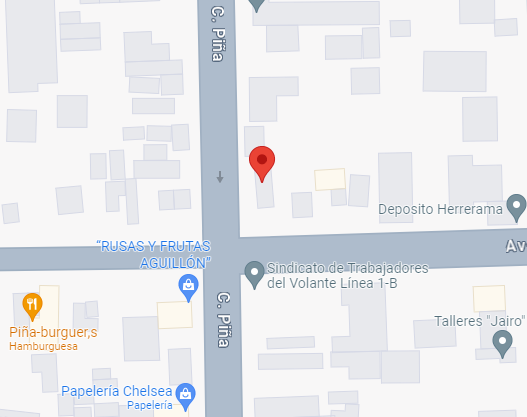 C. Piña
Deposito Herrerama
Av
“RUSAS Y FRUTAS
AGUILLÓN”
Sindicato de Trabajadores
del Volante Línea 1-B
C. Piña
Piña-burguer,s
Hamburguesa
Talleres "Jairo"
Papelería Chelsea
Papelería